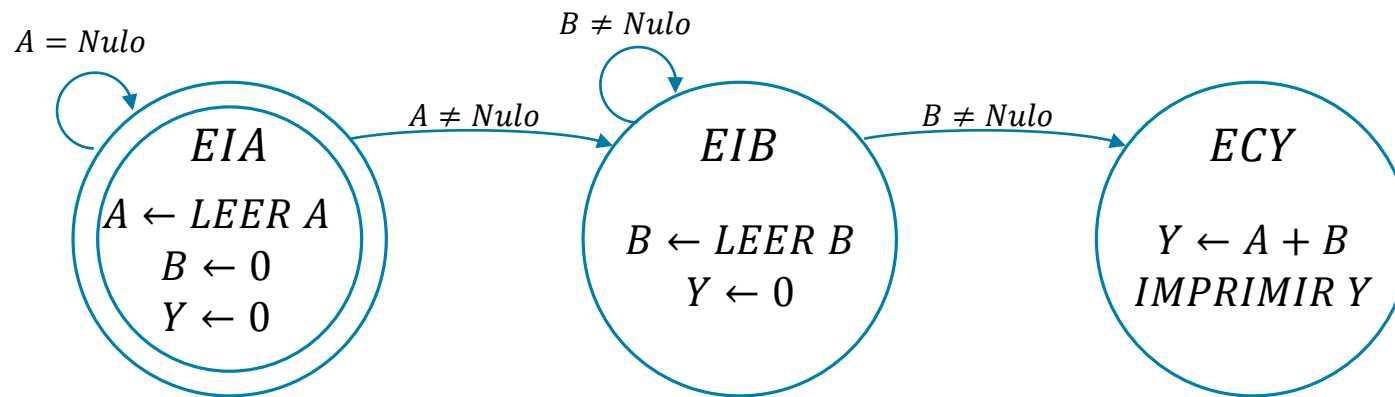 A = Nulo
B ≠ Nulo
A ≠ Nulo
B ≠ Nulo
EIA
A ← LEER A
B ← 0
Y ← 0
EIB
B ← LEER B
Y ← 0
ECY
Y ← A + B
IMPRIMIR Y